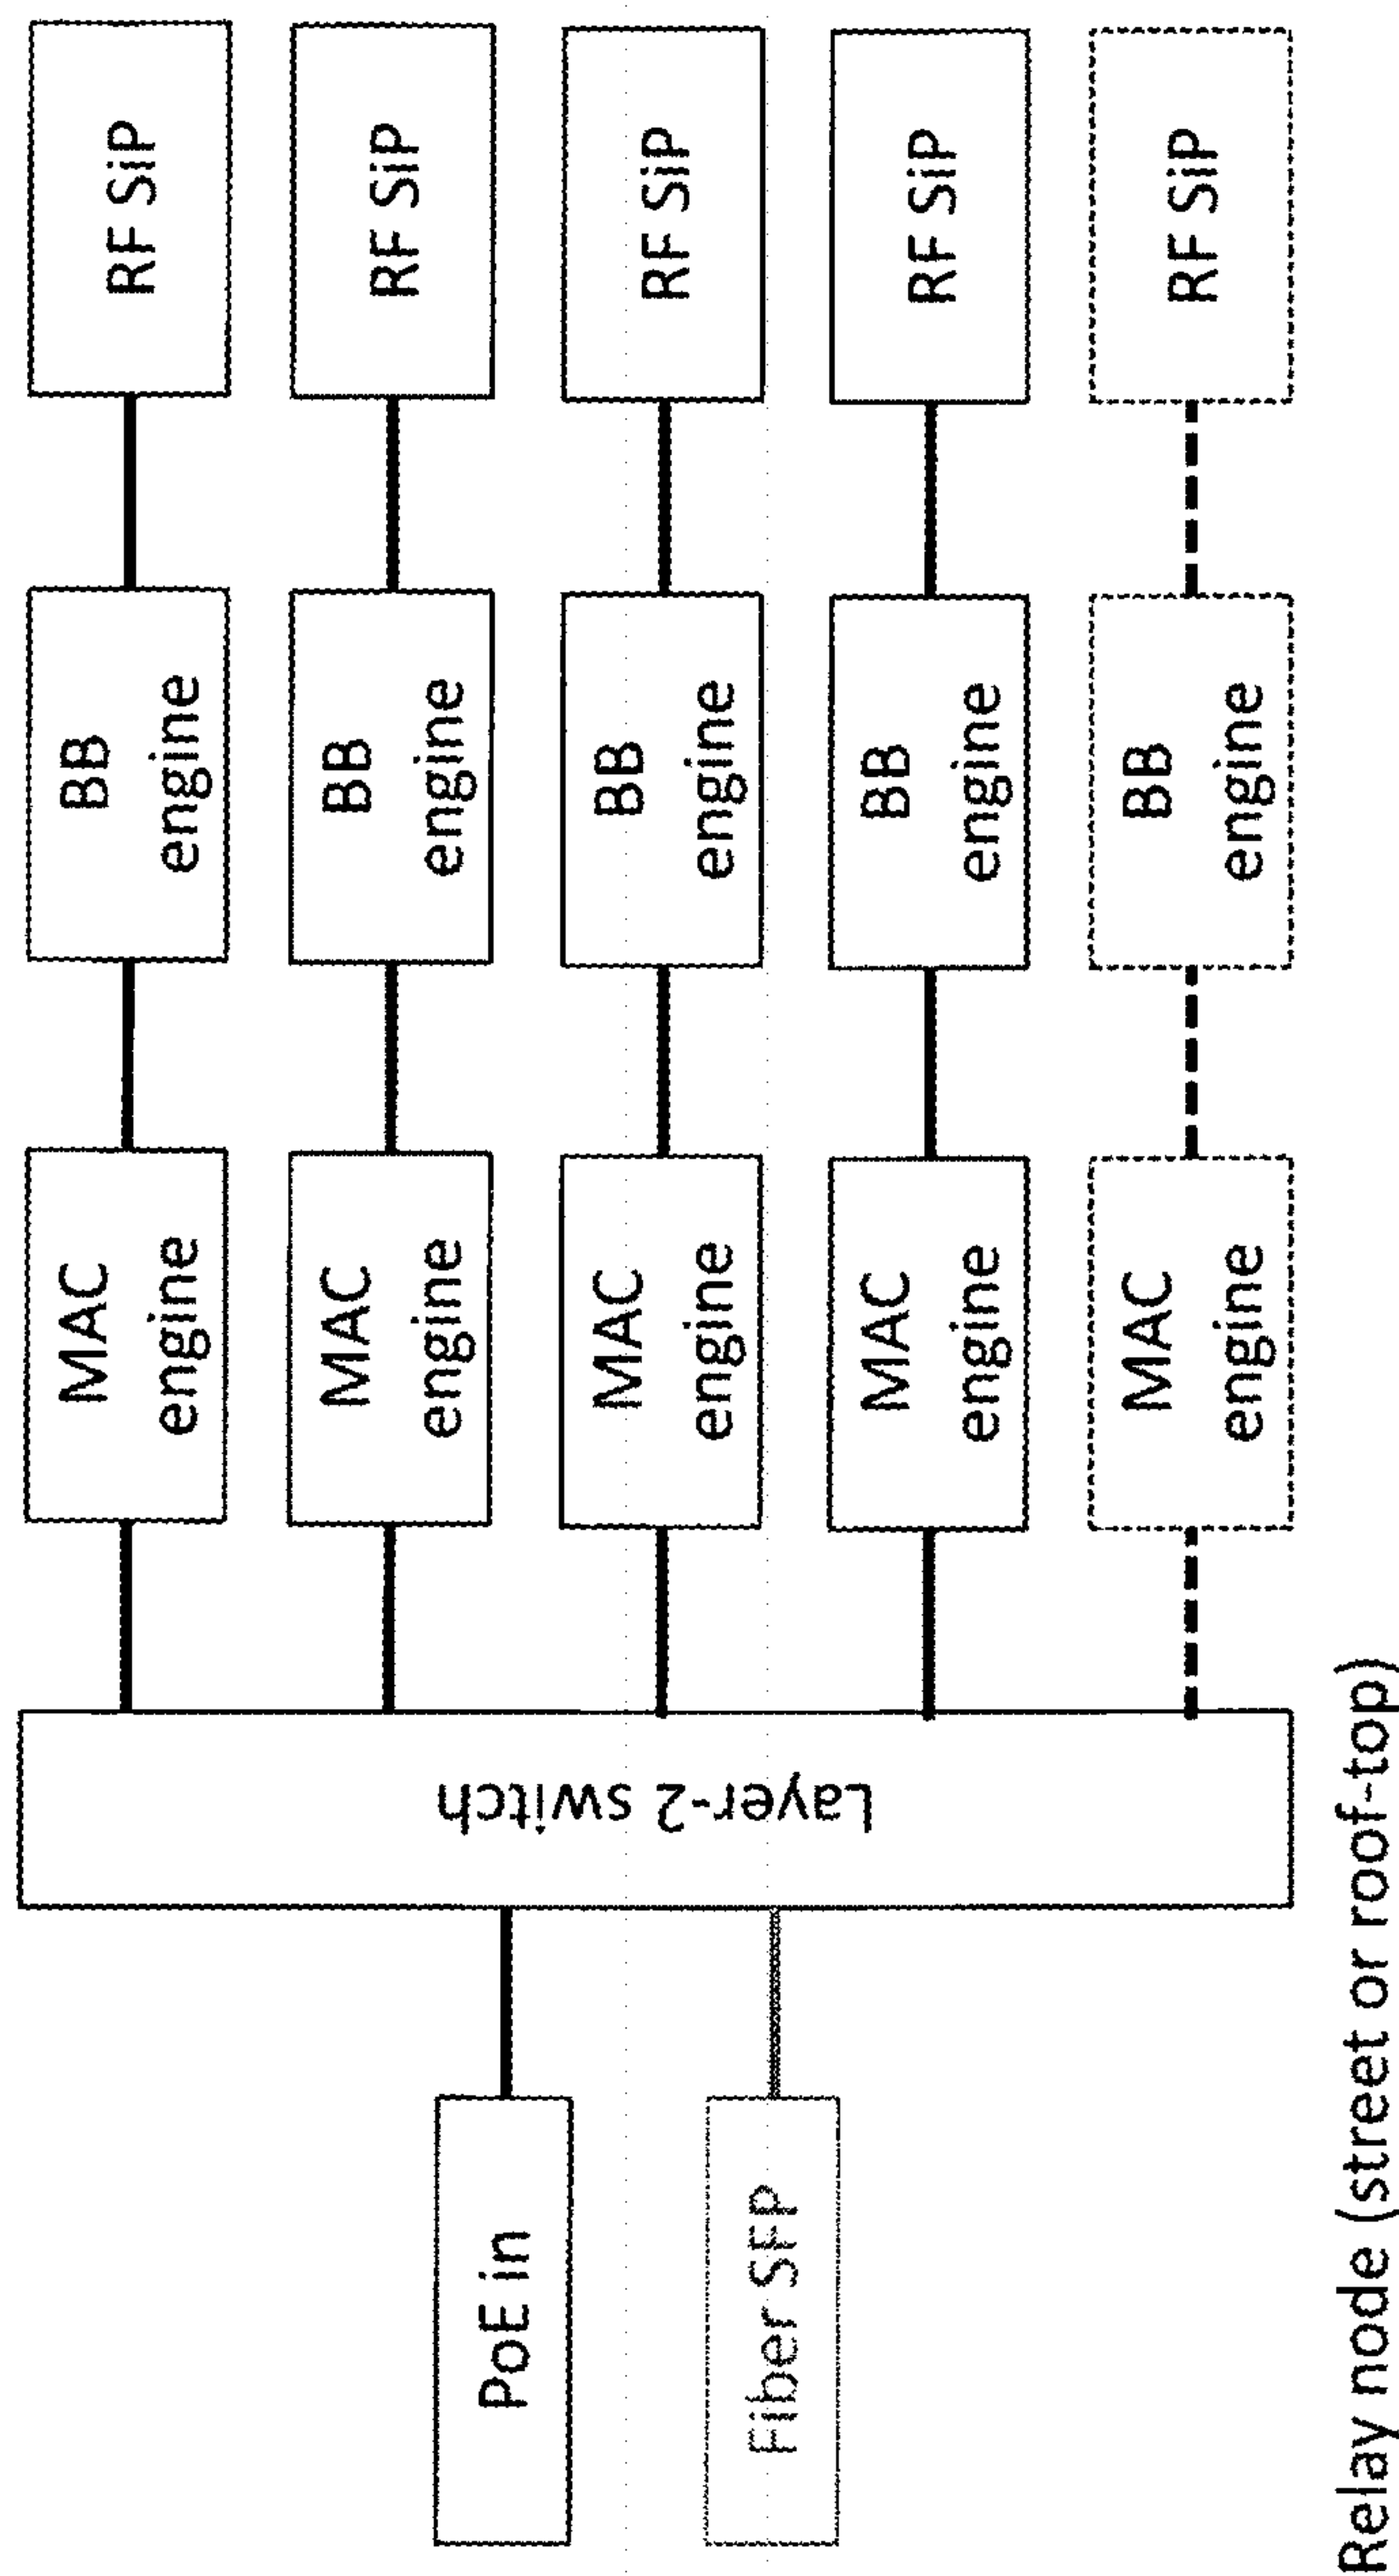 PoE in
Fiber SFP
Layer-2 switch
MAC
engine
BB
engine
RF SiP
MAC
engine
BB
engine
RF SiP
MAC
engine
BB
engine
RF SiP
MAC
engine
BB
engine
RF SiP
MAC
engine
BB
engine
RF SiP
Relay node (street or roof-top)